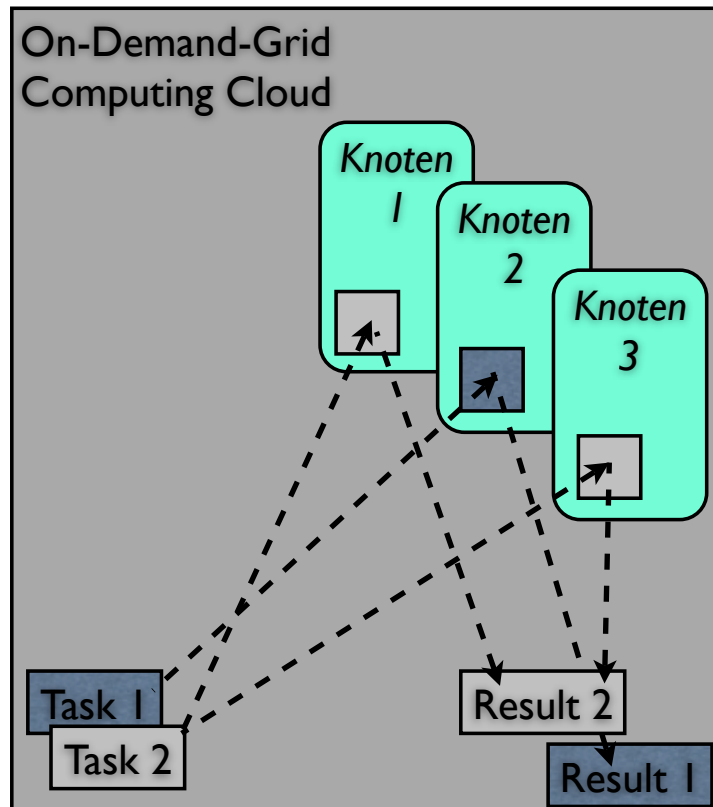 On-Demand-Grid
Computing Cloud
Knoten
1
Knoten
2
Knoten
3
Task 1
Task 2
Result 2
Result 1